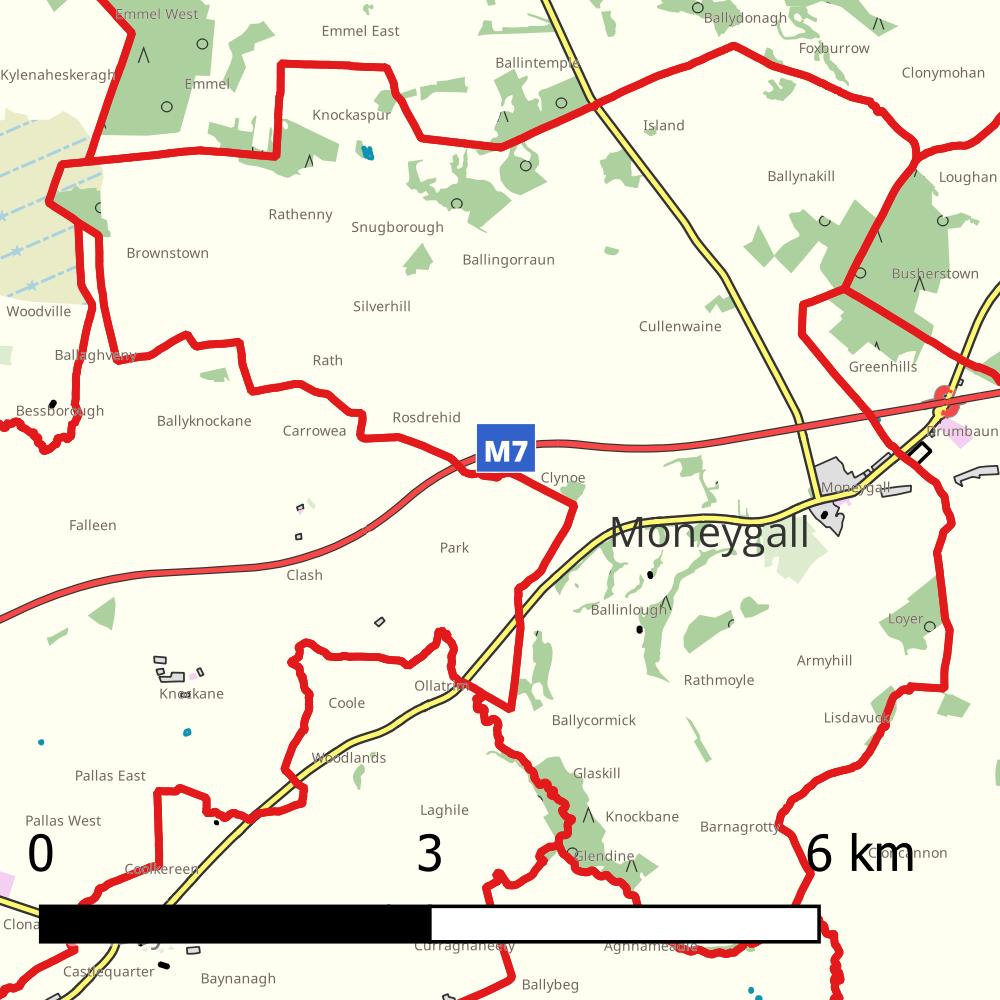 Emmel West
Ballydonagh
Emmel East
Foxburrow
Ballintemple
Kylenaheskeragh
Clonymohan
Emmel
Knockaspur
Island
Ballynakill
Loughan
Rathenny
Snugborough
Brownstown
Ballingorraun
Busherstown
Silverhill
Woodville
Cullenwaine
Ballaghveny
Rath
Greenhills
Bessborough
Ballyknockane
Rosdrehid
Carrowea
Brumbaun
M7
Clynoe
Moneygall
Falleen
Moneygall
Park
Clash
Ballinlough
Loyer
Armyhill
Knockane
Ollatrim
Rathmoyle
Coole
Ballycormick
Lisdavuck
Woodlands
Pallas East
Glaskill
Laghile
Knockbane
Pallas West
Barnagrotty
0
3
6 km
Glendine
Coolkereen
Clona
Curraghaneedy
Aghnameadle
Castlequarter
Baynanagh
Ballybeg